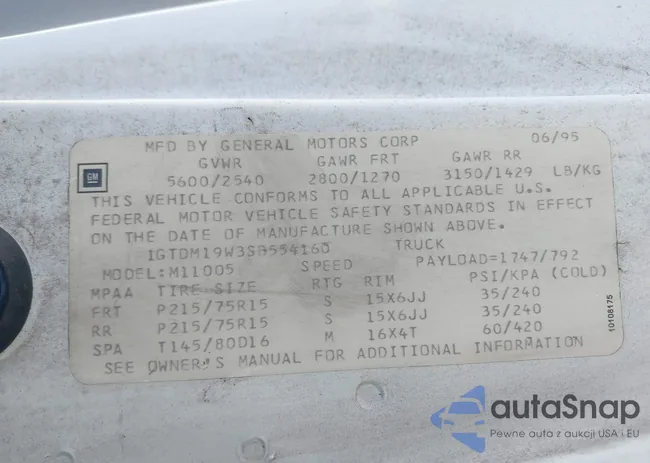 MFD BY GENERAL MOTORS CORP 06/95
GVWR GAWR FRT GAWR RR
GM 5600/2540 2800/1270 3150/1429 LB/KG
THIS VEHICLE CONFORMS TO ALL APPLICABLE U.S.
FEDERAL MOTOR VEHICLE SAFETY STANDARDS IN EFFECT
ON THE DATE OF MANUFACTURE SHOWN ABOVE.
1GTDM19W3SB554160 TRUCK
MODEL:M11005 SPEED PAYLOAD=1747/792
MPAA TIRE SIZE RTG RIM PSI/KPA (COLD)
FRT P215/75R15 S 15X6JJ 35/240
RR P215/75R15 S 15X6JJ 35/240
SPA T145/80D16 M 16X4T 60/420
SEE OWNER'S MANUAL FOR ADDITIONAL INFORMATION
10108175
autaSnap
Pewne auta z aukcji USA i EU